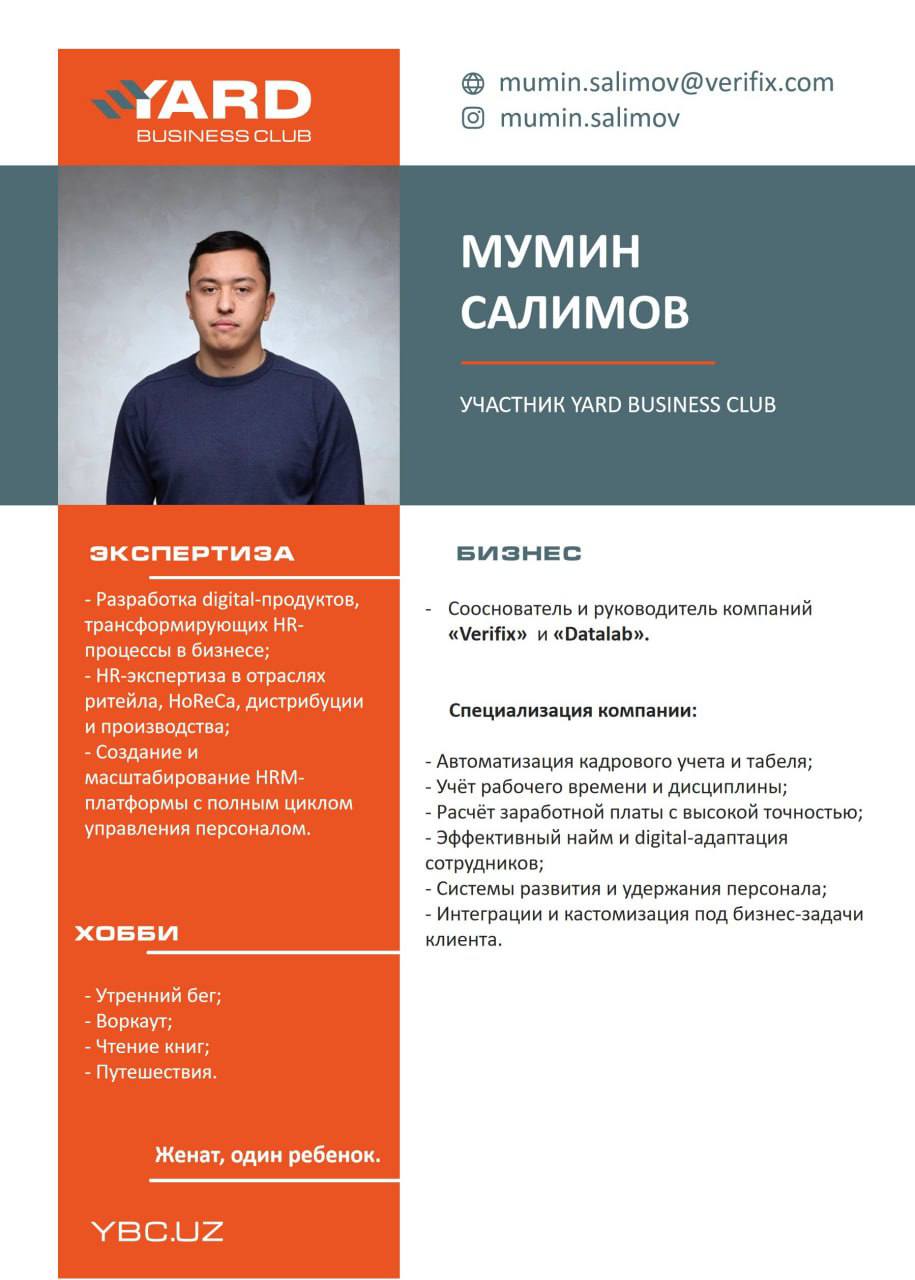 YARD
BUSINESS CLUB
mumin.salimov@verifix.com
mumin.salimov
МУМИН
САЛИМОВ
УЧАСТНИК YARD BUSINESS CLUB
ЭКСПЕРТИЗА
- Разработка digital-продуктов,
трансформирующих HR-
процессы в бизнесе;
- HR-экспертиза в отраслях
ритейла, HoReCa, дистрибуции
и производства;
- Создание и
масштабирование HRM-
платформы с полным циклом
управления персоналом.
ХОББИ
- Утренний бег;
- Воркаут;
- Чтение книг;
- Путешествия.
Женат, один ребенок.
YBC.UZ
БИЗНЕС
- Сооснователь и руководитель компаний
«Verifix» и «Datalab».
Специализация компании:
- Автоматизация кадрового учета и табеля;
- Учёт рабочего времени и дисциплины;
- Расчёт заработной платы с высокой точностью;
- Эффективный найм и digital-адаптация
сотрудников;
- Системы развития и удержания персонала;
- Интеграции и кастомизация под бизнес-задачи
клиента.